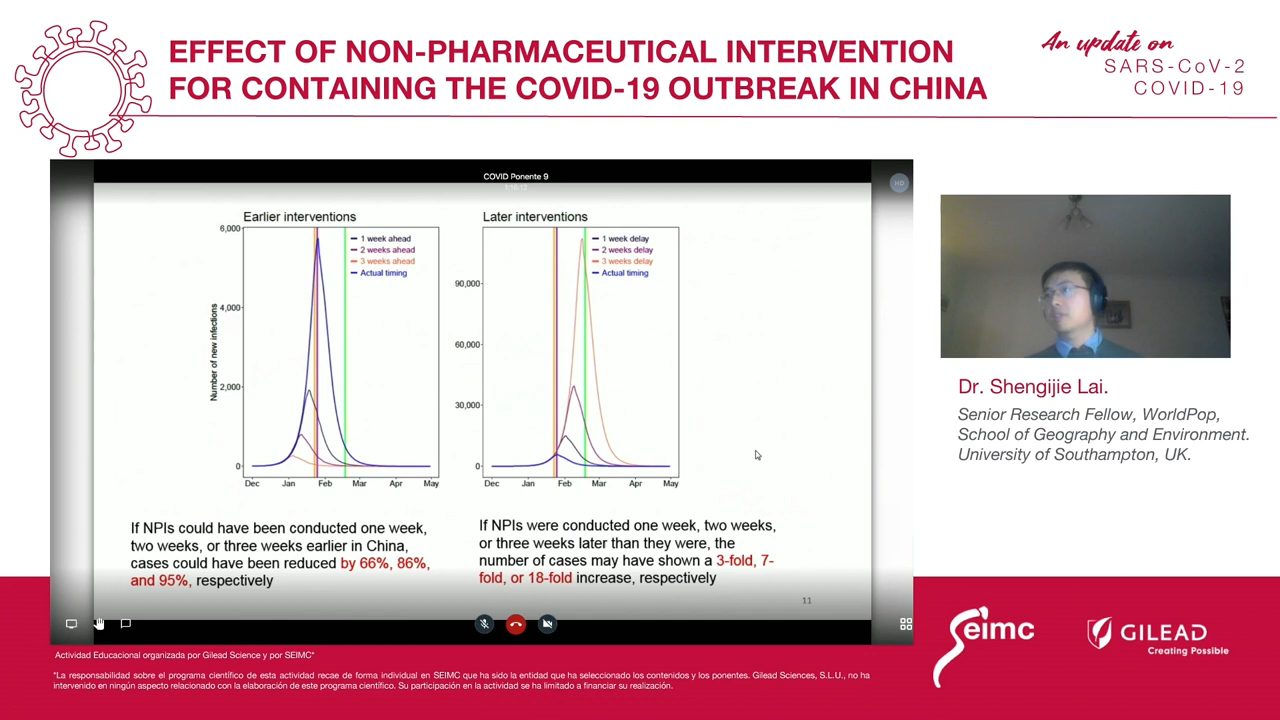 EFFECT OF NON-PHARMACEUTICAL INTERVENTION
FOR CONTAINING THE COVID-19 OUTBREAK IN CHINA
An update on
SARS-CoV-2
COVID-19
COVID Ponente 9
HD
Earlier interventions
6,000
4,000
2,000
0
Number of new infections
1 week ahead
2 weeks ahead
3 weeks ahead
Actual timing
Dec Jan Feb Mar Apr May
Later interventions
90,000
60,000
30,000
0
1 week delay
2 weeks delay
3 weeks delay
Actual timing
Dec Jan Feb Mar Apr May
If NPIs could have been conducted one week,
two weeks, or three weeks earlier in China,
cases could have been reduced by 66%, 86%,
and 95%, respectively
If NPIs were conducted one week, two weeks,
or three weeks later than they were, the
number of cases may have shown a 3-fold, 7-
fold, or 18-fold increase, respectively
11
Dr. Shengijie Lai.
Senior Research Fellow, WorldPop,
School of Geography and Environment.
University of Southampton, UK.
Seimc
GILEAD
Creating Possible
Actividad Educacional organizada por Gilead Science y por SEIMC*
*La responsabilidad sobre el programa científico de esta actividad recae de forma individual en SEIMC que ha sido la entidad que ha seleccionado los contenidos y los ponentes. Gilead Sciences, S.L.U., no ha
intervenido en ningún aspecto relacionado con la elaboración de este programa científico. Su participación en la actividad se ha limitado a financiar su realización.